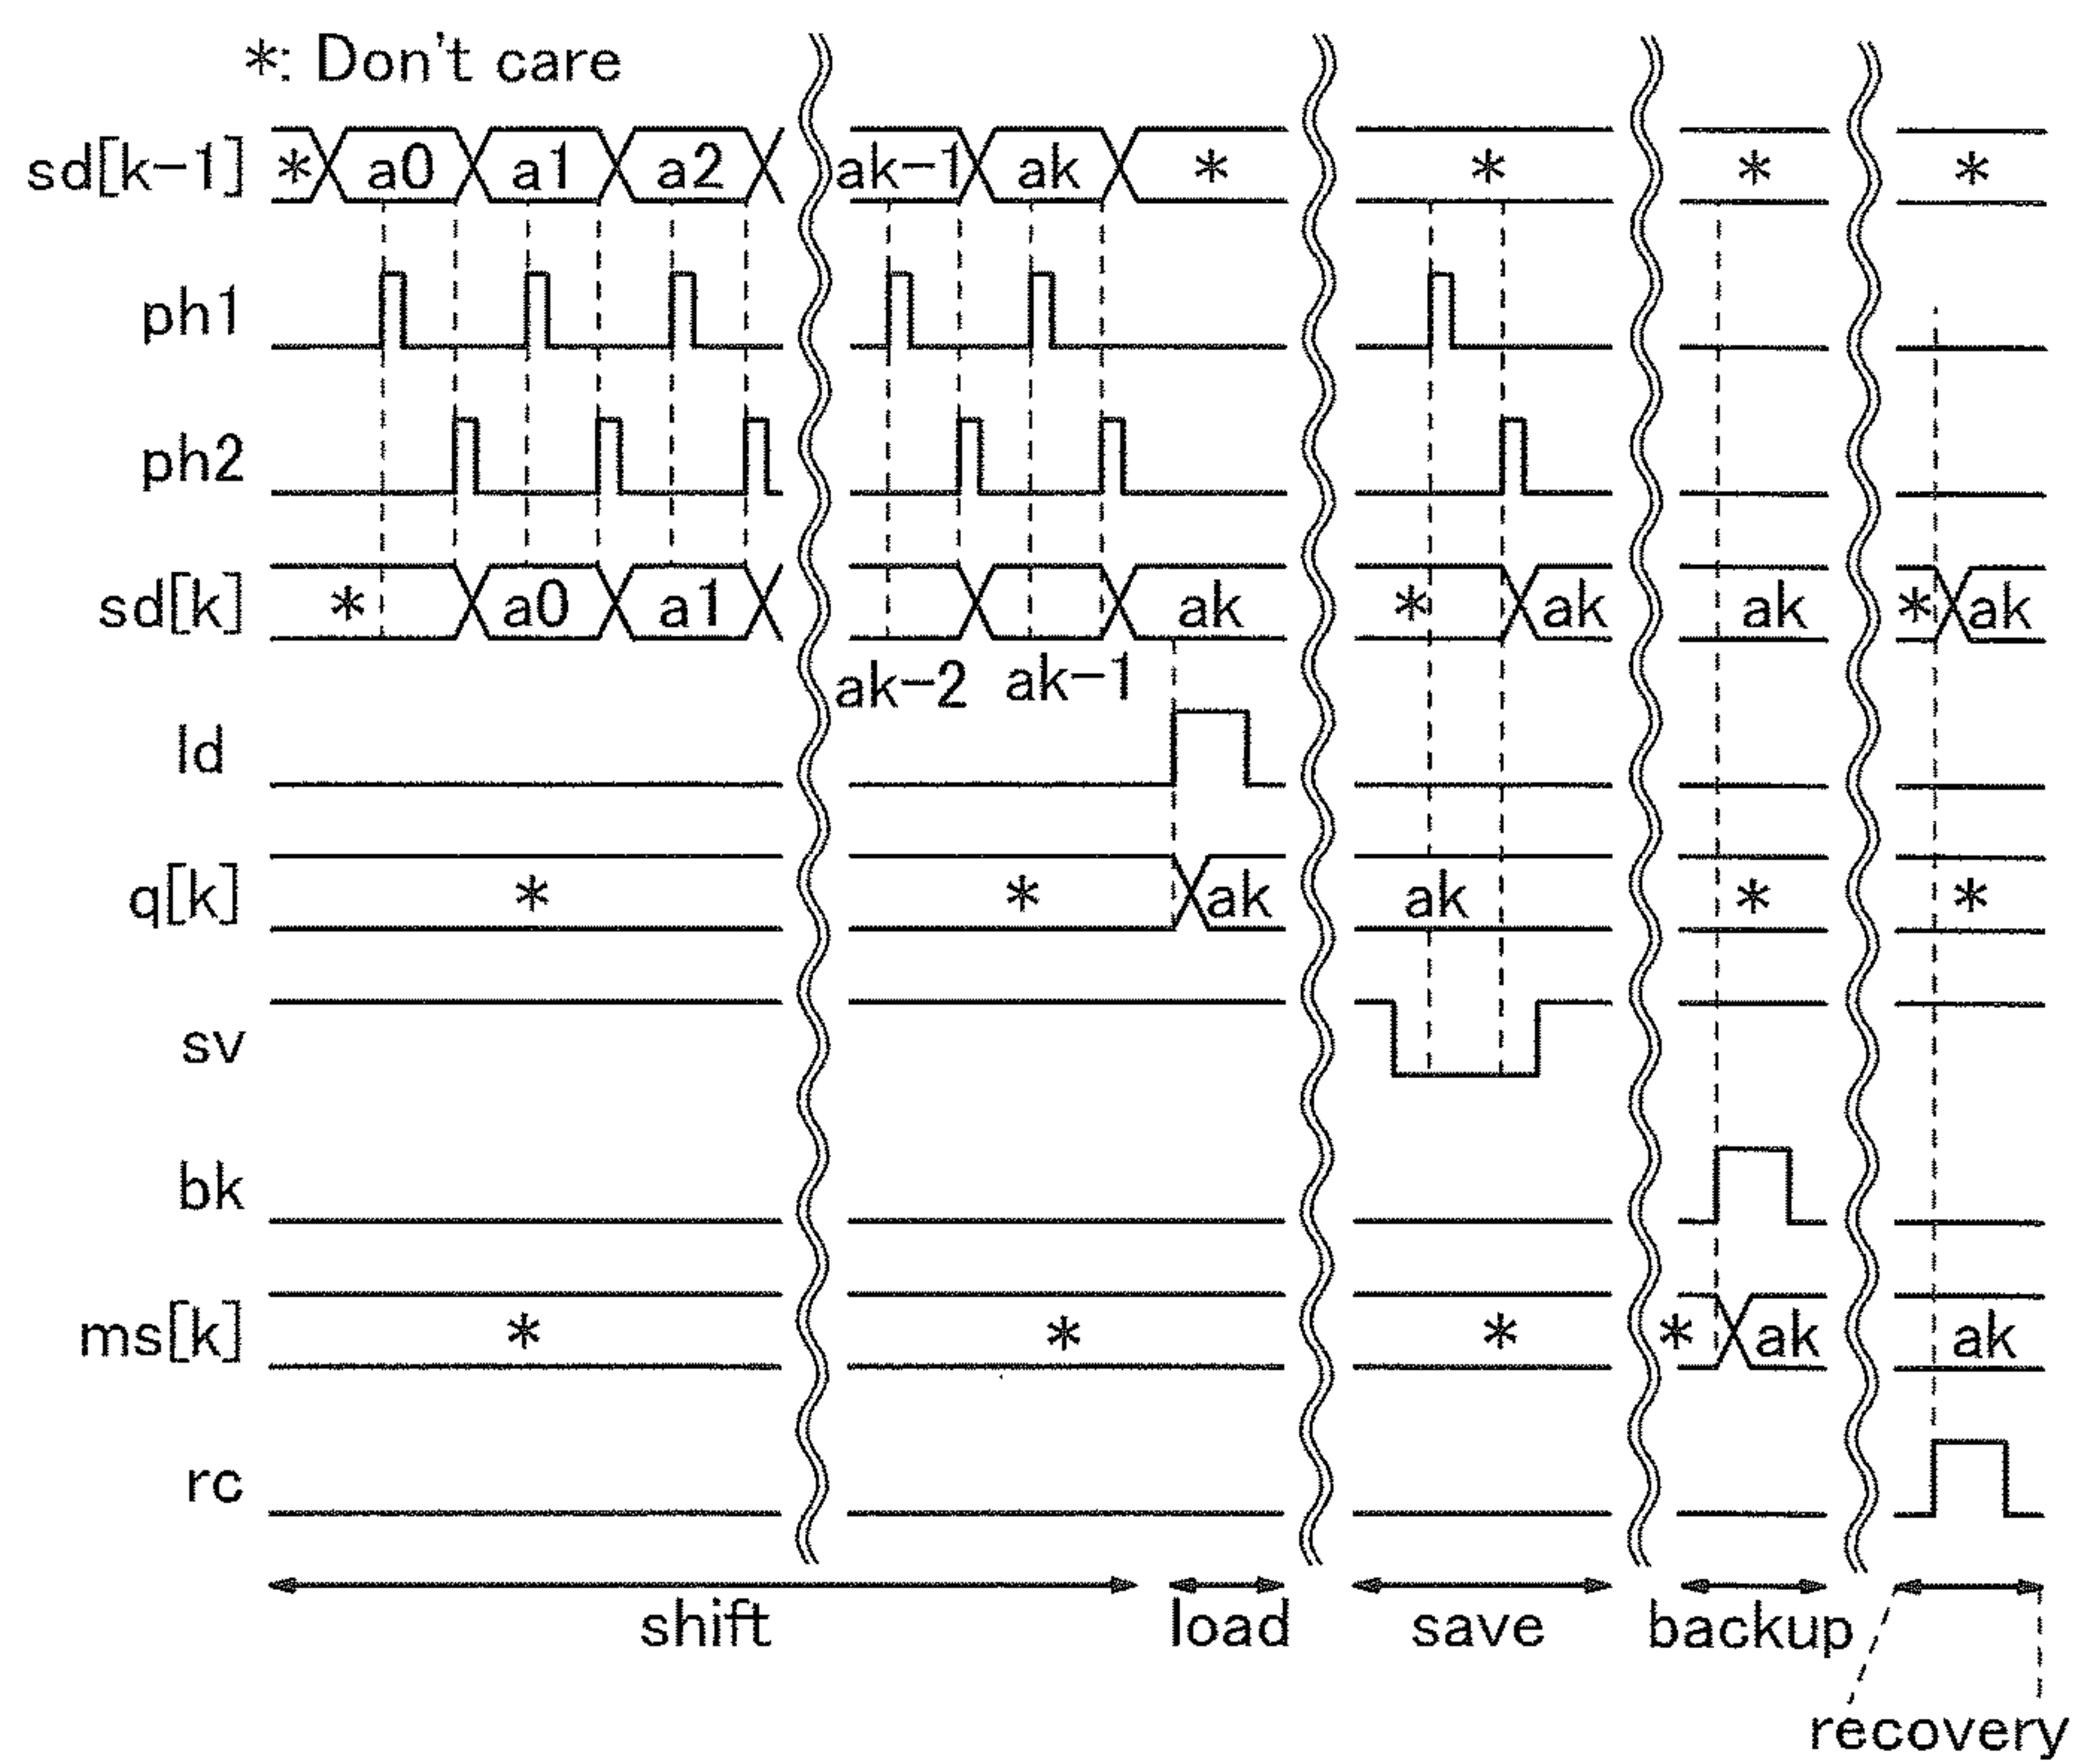 *: Don't care
sd[k-1] * a0 a1 a2 ak-1 ak * * * *
ph1
ph2
sd[k] * a0 a1 ak * ak ak * ak
ak-2 ak-1
ld
q[k] * * ak ak * *
sv
bk
ms[k] * * * * ak ak
rc
shift load save backup
recovery